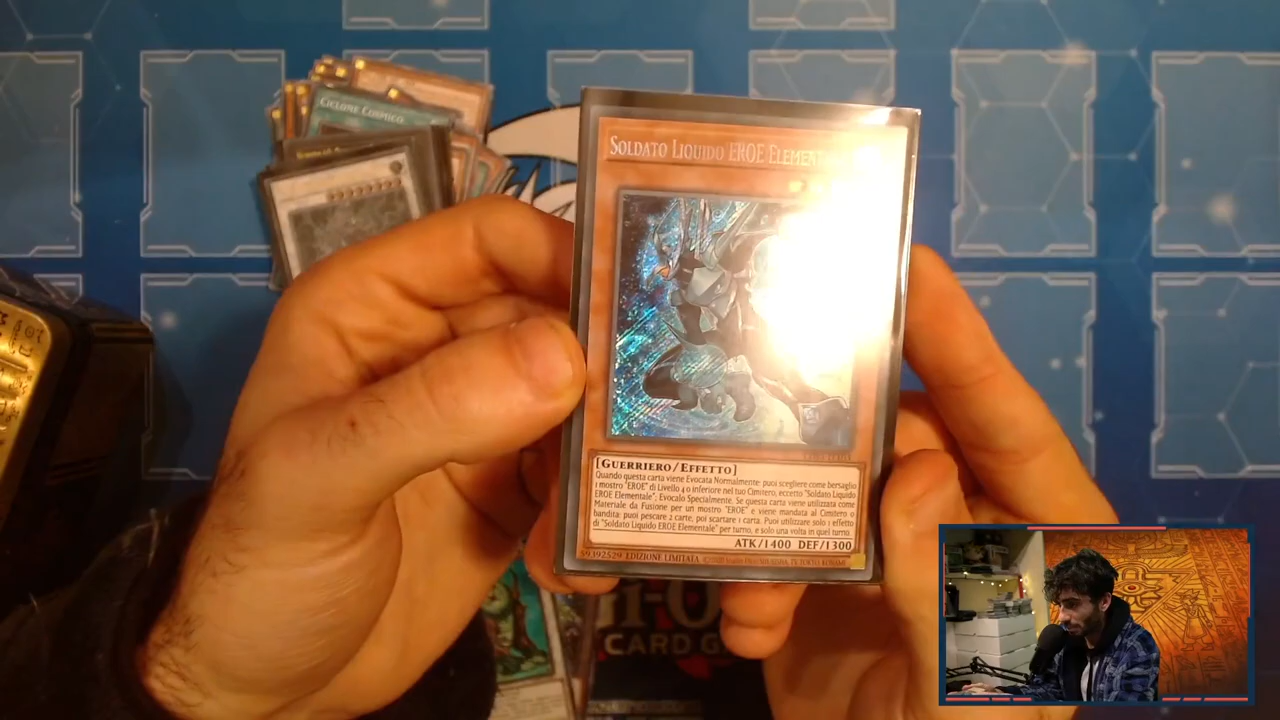 CICLONE COSMICO
SOLDATO LIQUIDO EROE ELEMENT
[GUERRIERO/EFFETTO]
Quando questa carta viene Evocata Normalmente: puoi scegliere come bersaglio
1 mostro "EROE" di Livello 4 o inferiore nel tuo Cimitero, eccetto "Soldato Liquido
EROE Elementale"; Evocalo Specialmente. Se questa carta viene utilizzata come
Materiale da Fusione per un mostro "EROE" e viene mandata al Cimitero o
bandita: puoi pescare 2 carte, poi scartare 1 carta. Puoi utilizzare solo 1 effetto
di "Soldato Liquido EROE Elementale" per turno, e solo una volta in quel turno.
ATK/1400 DEF/1300
59392529 EDIZIONE LIMITATA
CARD G